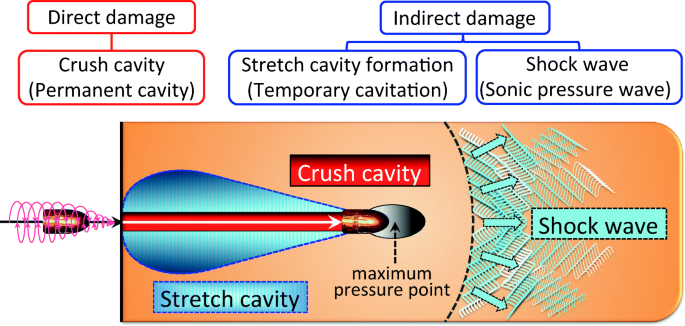 Direct damage
Indirect damage
Crush cavity
(Permanent cavity)
Stretch cavity formation
(Temporary cavitation)
Shock wave
(Sonic pressure wave)
Crush cavity
Shock wave
maximum
pressure point
Stretch cavity